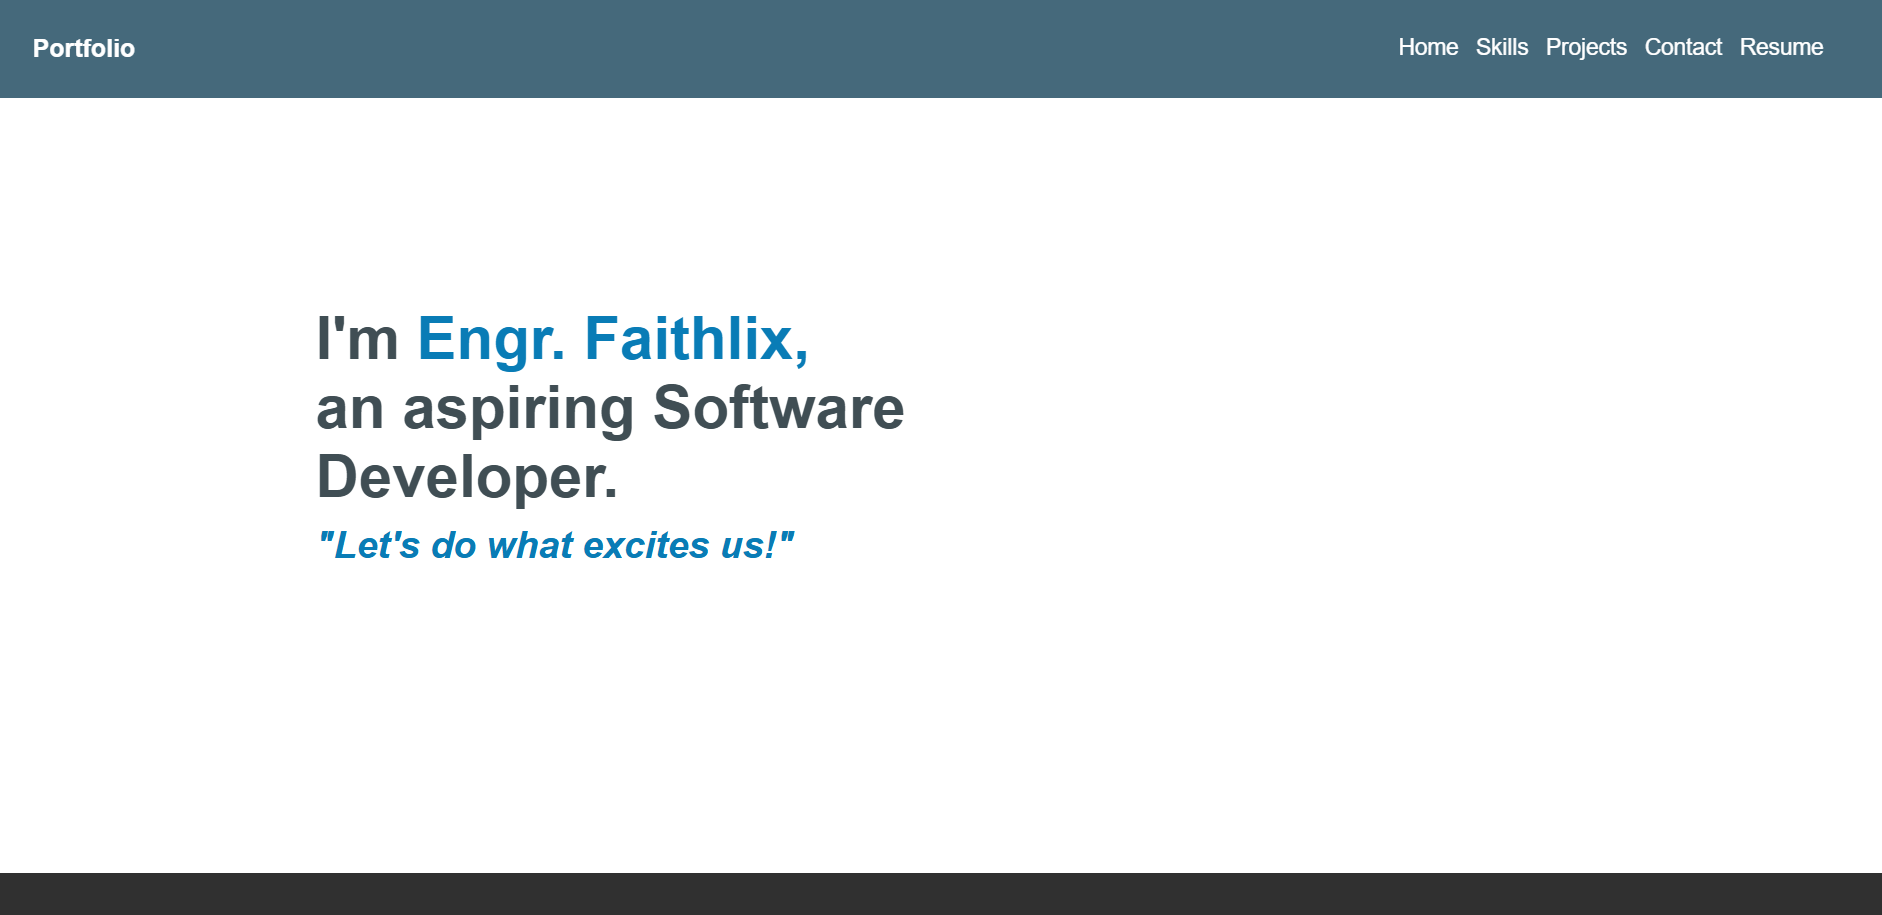 Portfolio
Home Skills Projects Contact Resume
I'm Engr. Faithlix,
an aspiring Software
Developer.
"Let's do what excites us!"